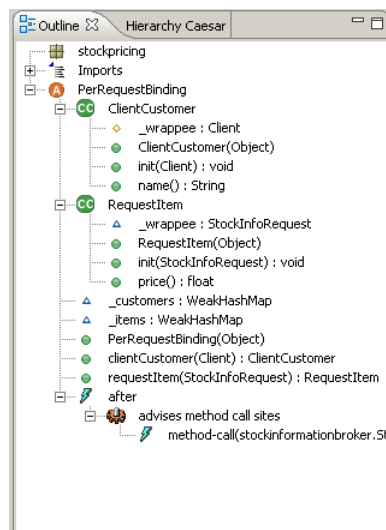 Outline Hierarchy Caesar
stockpricing
Imports
A PerRequestBinding
CC ClientCustomer
_wrappee : Client
ClientCustomer(Object)
init(Client) : void
name() : String
CC RequestItem
_wrappee : StockInfoRequest
RequestItem(Object)
init(StockInfoRequest) : void
price() : float
_customers : WeakHashMap
_items : WeakHashMap
PerRequestBinding(Object)
clientCustomer(Client) : ClientCustomer
requestItem(StockInfoRequest) : RequestItem
after
advises method call sites
method-call(stockinformationbroker.St